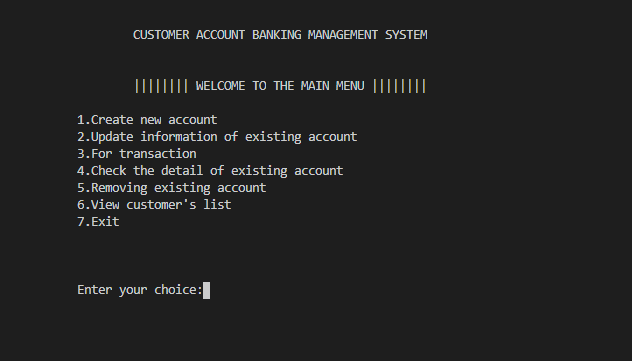 CUSTOMER ACCOUNT BANKING MANAGEMENT SYSTEM
|||||||| WELCOME TO THE MAIN MENU ||||||||
1.Create new account
2.Update information of existing account
3.For transaction
4.Check the detail of existing account
5.Removing existing account
6.View customer's list
7.Exit
Enter your choice: